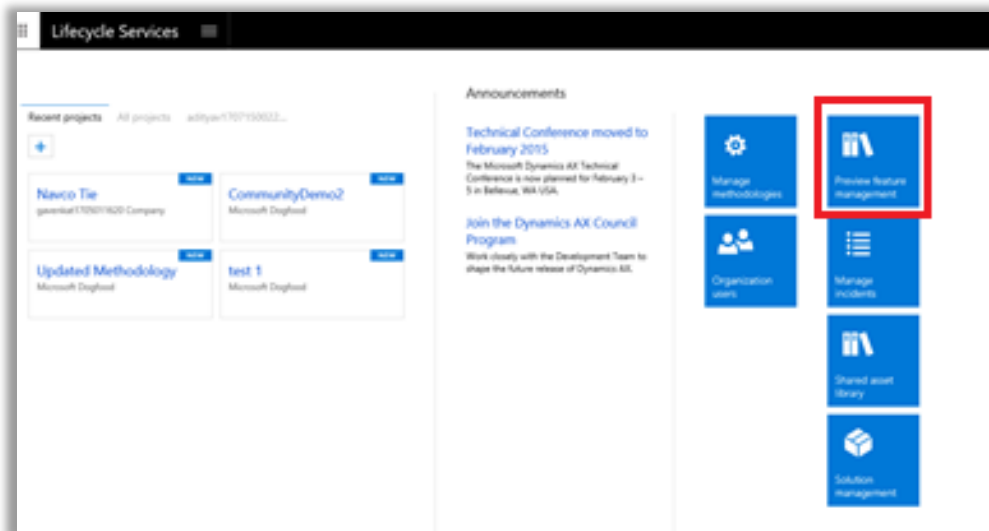 Lifecycle Services
Recent projects All projects
Navco Tie
NEW
Company
CommunityDemo2
NEW
Microsoft Dogfood
Updated Methodology
NEW
Microsoft Dogfood
test 1
NEW
Microsoft Dogfood
Announcements
Technical Conference moved to
February 2015
The Microsoft Dynamics AX Technical
Conference is now planned for February 3 –
5 in Bellevue, WA USA.
Join the Dynamics AX Council
Program
Work closely with the Development Team to
shape the future release of Dynamics AX.
Manage
methodologies
Preview feature
management
Organization
users
Manage
incidents
Shared asset
library
Solution
management